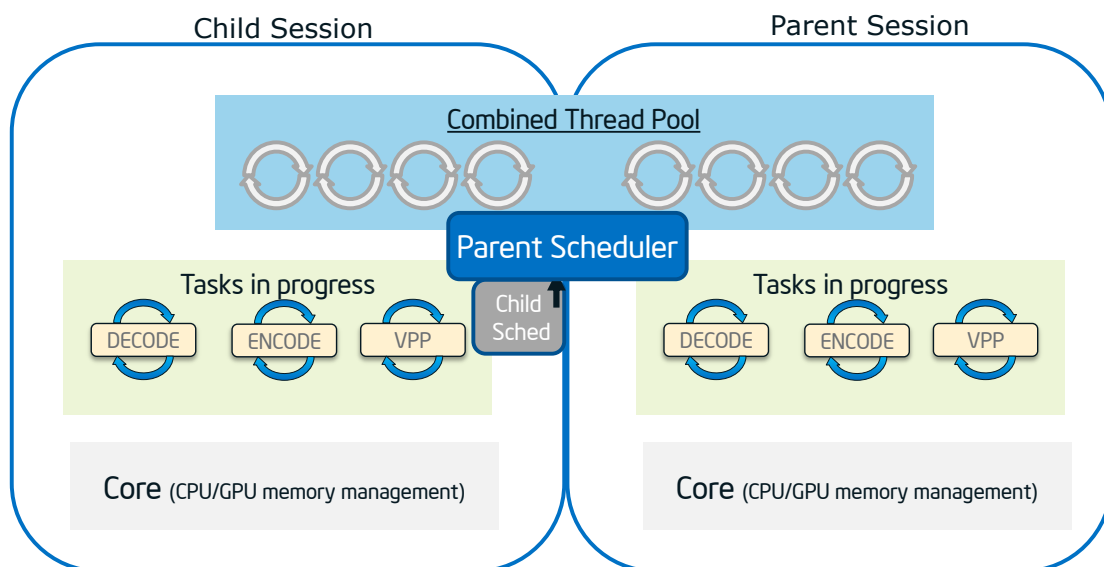 Child Session
Parent Session
Combined Thread Pool
Parent Scheduler
Child
Sched
Tasks in progress
DECODE
ENCODE
VPP
Tasks in progress
DECODE
ENCODE
VPP
Core (CPU/GPU memory management)
Core (CPU/GPU memory management)